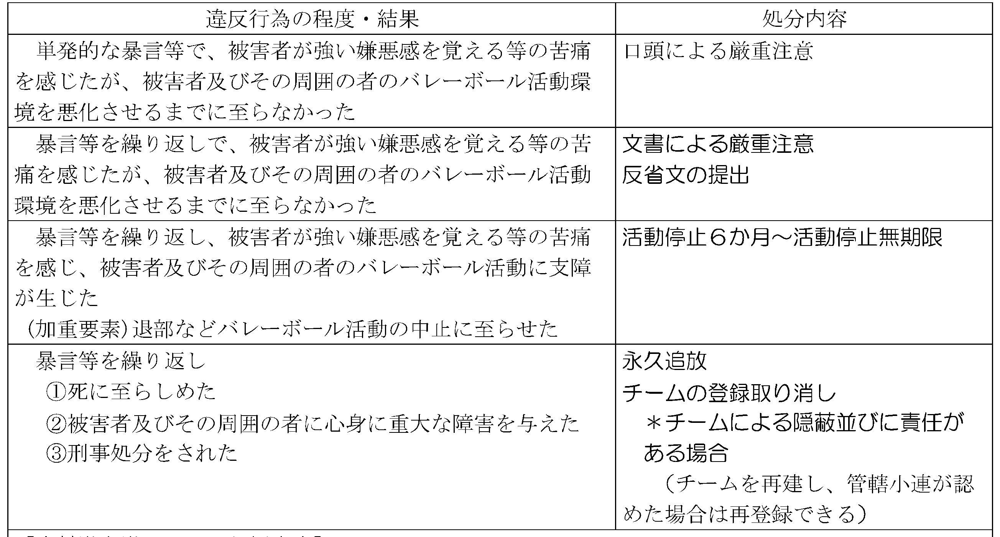 違反行為の程度・結果
処分内容
単発的な暴言等で、被害者が強い嫌悪感を覚える等の苦痛
を感じたが、被害者及びその周囲の者のバレーボール活動環
境を悪化させるまでに至らなかった
口頭による厳重注意
暴言等を繰り返しで、被害者が強い嫌悪感を覚える等の苦
痛を感じたが、被害者及びその周囲の者のバレーボール活動
環境を悪化させるまでに至らなかった
文書による厳重注意
反省文の提出
暴言等を繰り返し、被害者が強い嫌悪感を覚える等の苦痛
を感じ、被害者及びその周囲の者のバレーボール活動に支障
が生じた
(加重要素)退部などバレーボール活動の中止に至らせた
活動停止６か月～活動停止無期限
暴言等を繰り返し
①死に至らしめた
②被害者及びその周囲の者に心身に重大な障害を与えた
③刑事処分をされた
永久追放
チームの登録取り消し
＊チームによる隠蔽並びに責任が
ある場合
（チームを再建し、管轄小連が認
めた場合は再登録できる）